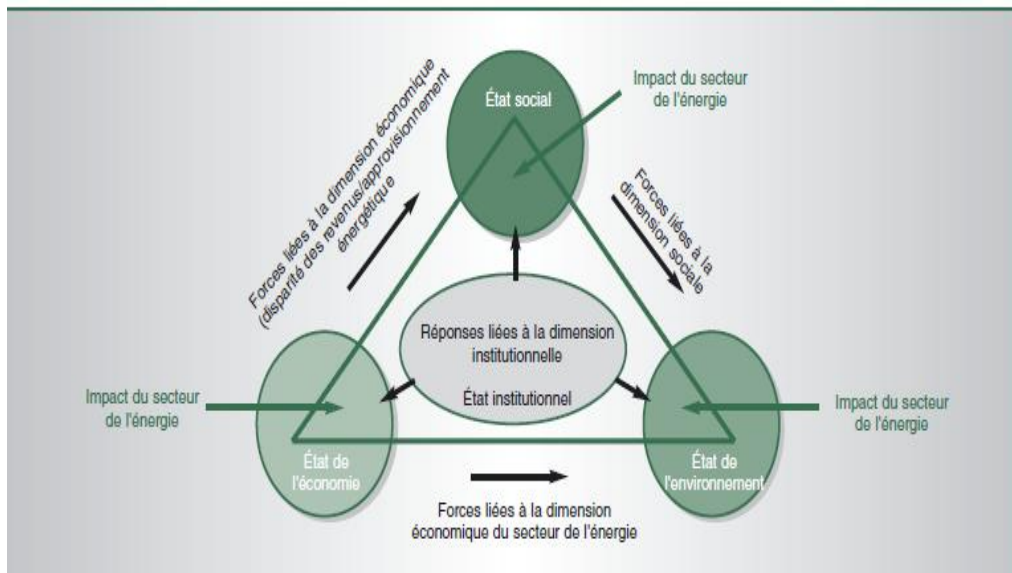 État social
Impact du secteur
de l'énergie
Forces liées à la dimension économique
(disparité des revenus/approvisionnement
énergétique
Forces liées à la
dimension sociale
Réponses liées à la dimension
institutionnelle
État institutionnel
Impact du secteur
de l'énergie
Impact du secteur
de l'énergie
État de
l'économie
État de
l'environnement
Forces liées à la dimension
économique du secteur de l'énergie